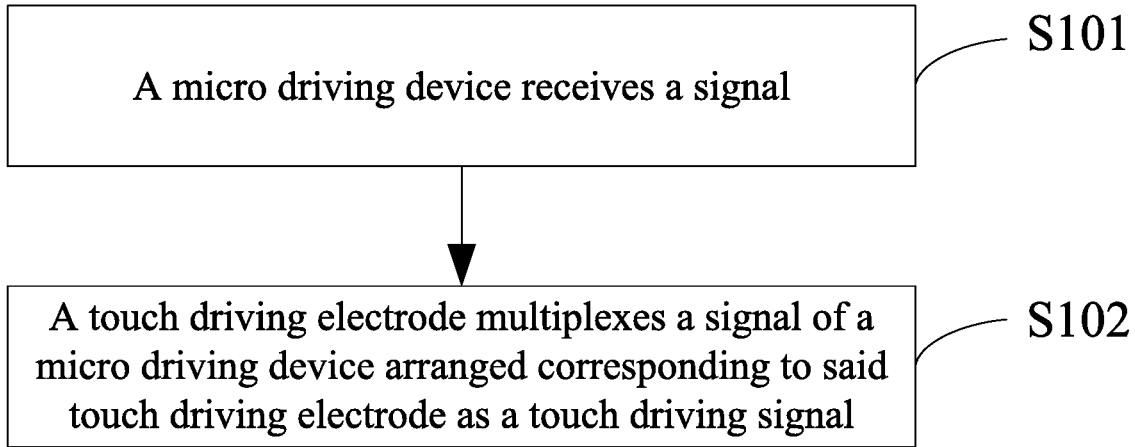 A micro driving device receives a signal
S101
A touch driving electrode multiplexes a signal of a
micro driving device arranged corresponding to said
touch driving electrode as a touch driving signal
S102